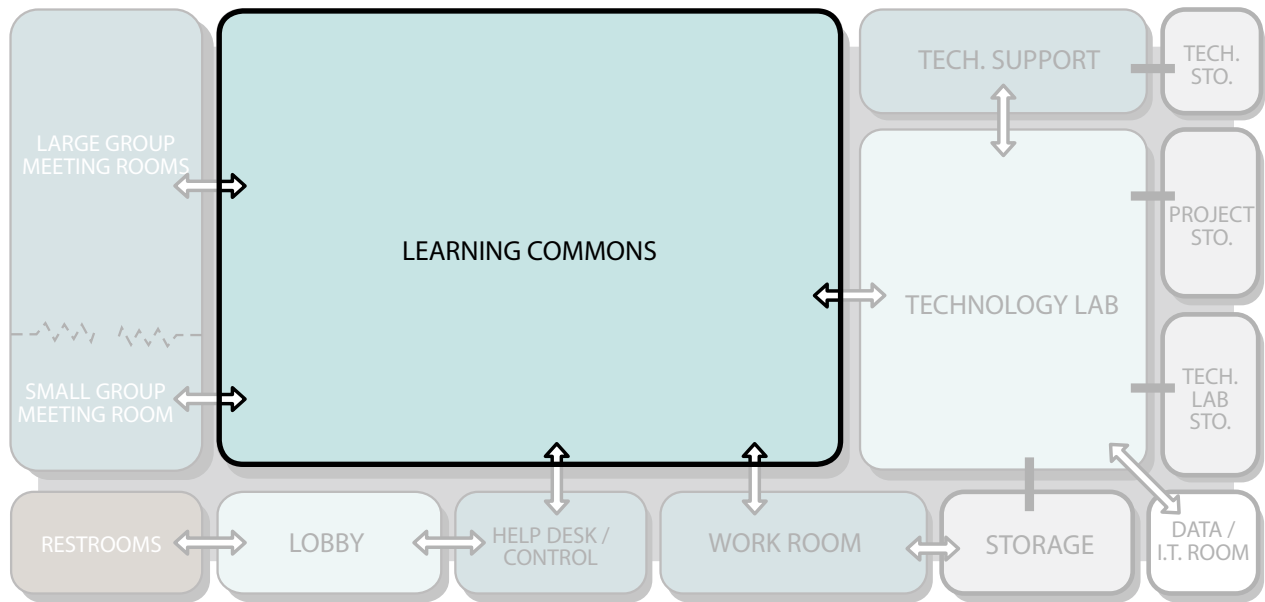 LARGE GROUP
MEETING ROOMS
SMALL GROUP
MEETING ROOM
LEARNING COMMONS
TECH. SUPPORT
TECH.
STO.
TECHNOLOGY LAB
PROJECT
STO.
TECH.
LAB
STO.
RESTROOMS
LOBBY
HELP DESK /
CONTROL
WORK ROOM
STORAGE
DATA /
I.T. ROOM